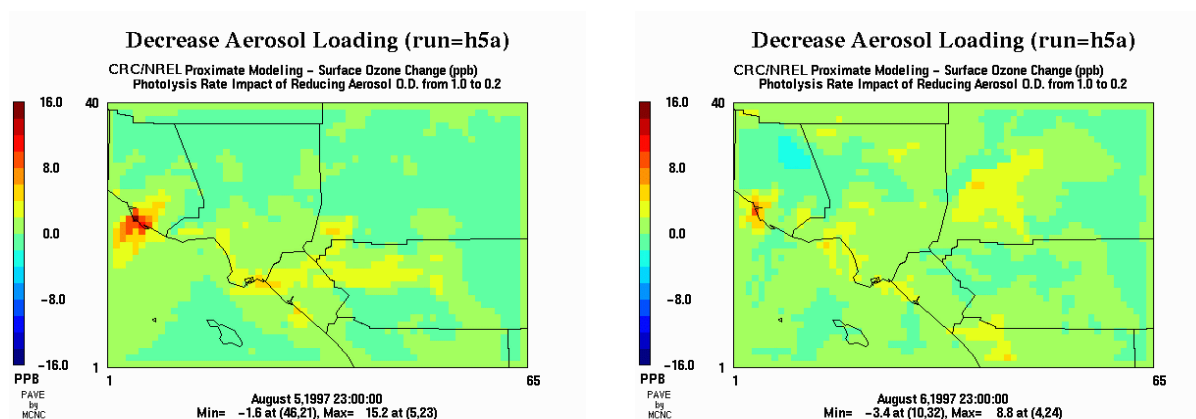 Decrease Aerosol Loading (run=h5a)
CRC/NREL Proximate Modeling – Surface Ozone Change (ppb)
Photolysis Rate Impact of Reducing Aerosol O.D. from 1.0 to 0.2
16.0
8.0
0.0
−8.0
−16.0
PPB
PAVE
by
MCNC
40
1
1
65
August 5,1997 23:00:00
Min= −1.6 at (46,21), Max= 15.2 at (5,23)
Decrease Aerosol Loading (run=h5a)
CRC/NREL Proximate Modeling – Surface Ozone Change (ppb)
Photolysis Rate Impact of Reducing Aerosol O.D. from 1.0 to 0.2
16.0
8.0
0.0
−8.0
−16.0
PPB
PAVE
by
MCNC
40
1
1
65
August 6,1997 23:00:00
Min= −3.4 at (10,32), Max= 8.8 at (4,24)